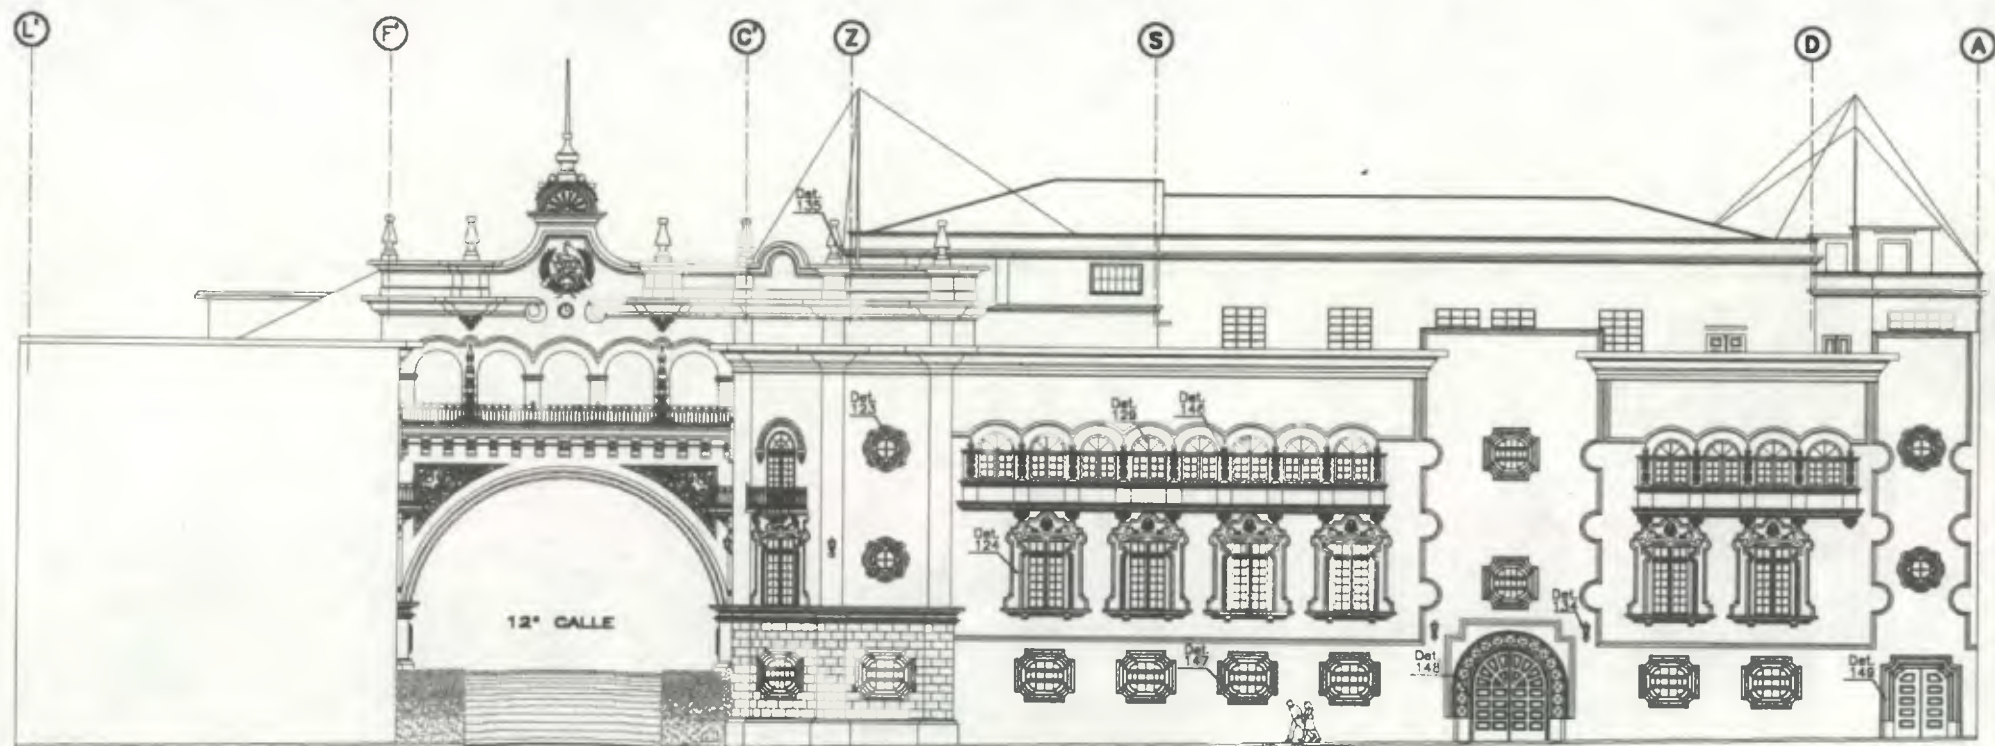 L' F' C' Z S D A
Det.
135
Det.
123
Det.
129
Det.
146
Det.
124
12ª CALLE
Det.
134
Det.
147
Det.
148
Det.
149